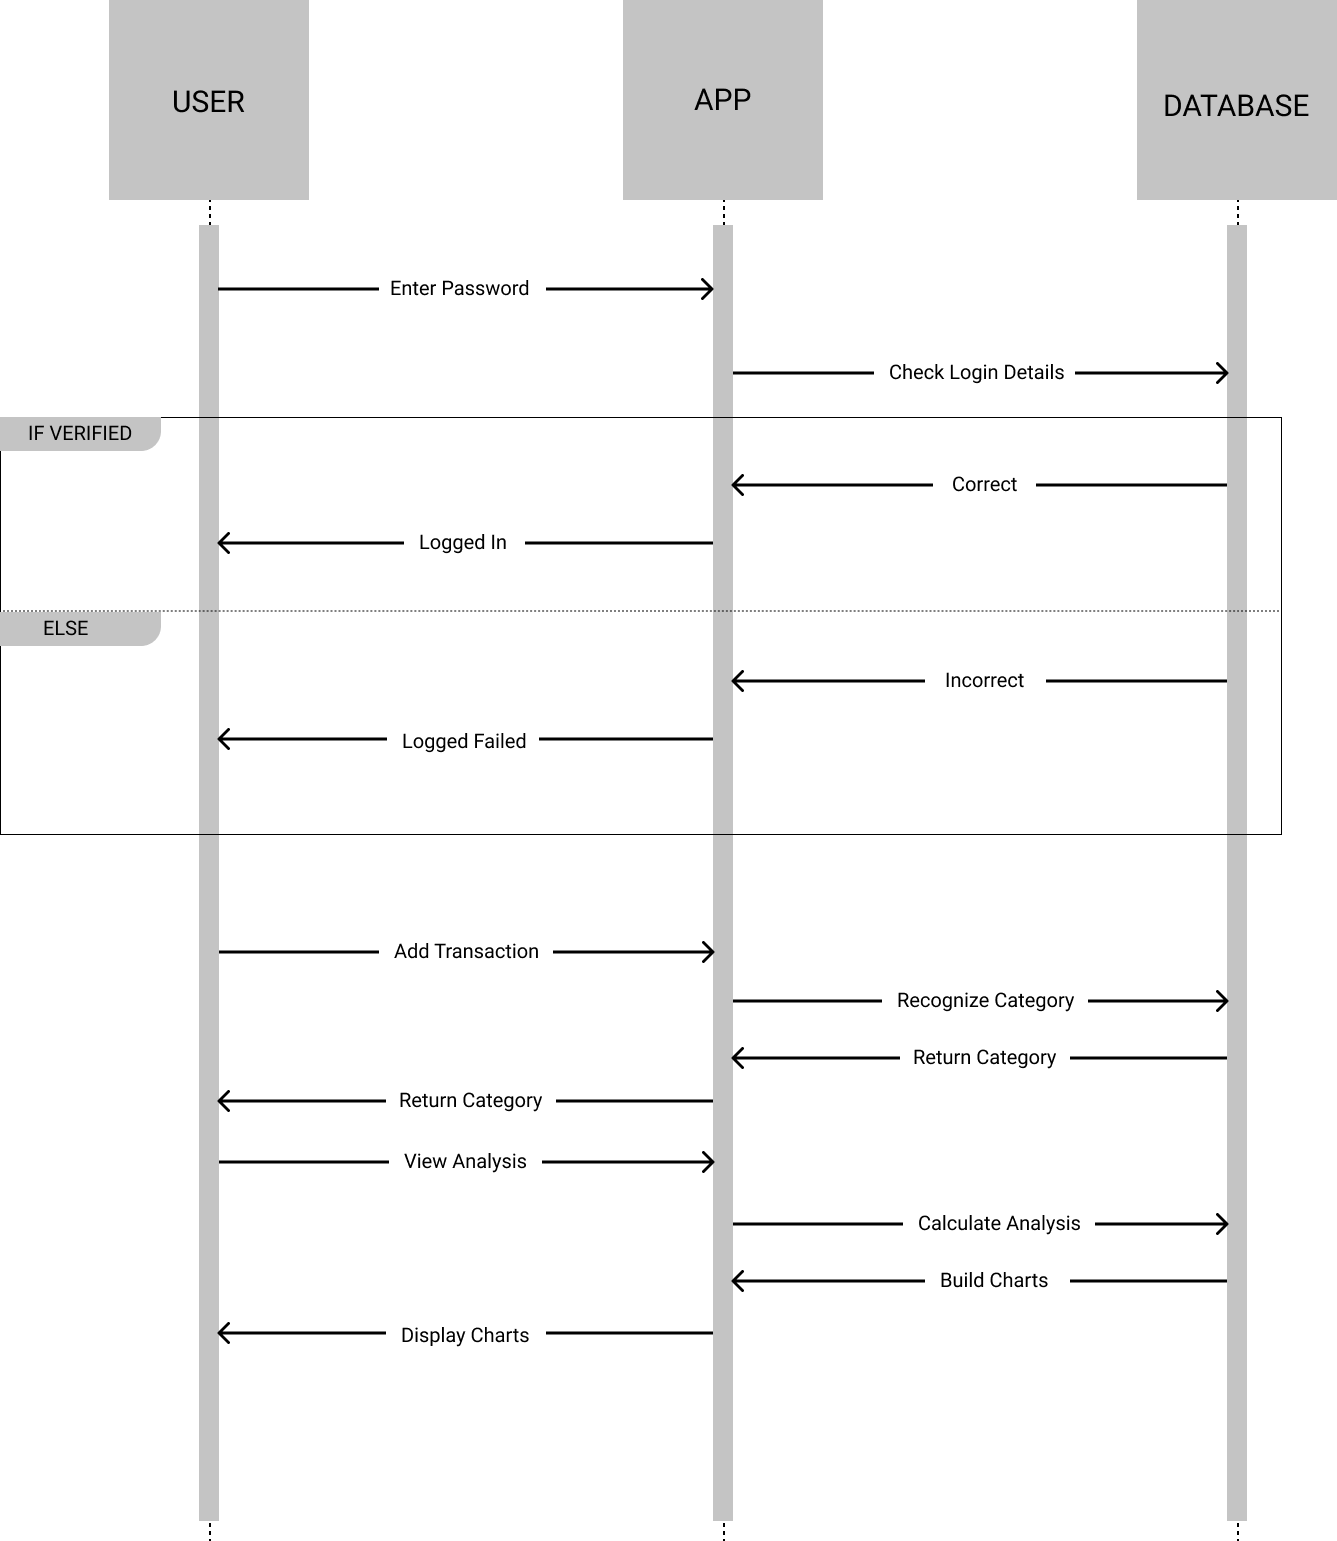 USER
APP
DATABASE
Enter Password
Check Login Details
IF VERIFIED
Correct
Logged In
ELSE
Incorrect
Logged Failed
Add Transaction
Recognize Category
Return Category
Return Category
View Analysis
Calculate Analysis
Build Charts
Display Charts